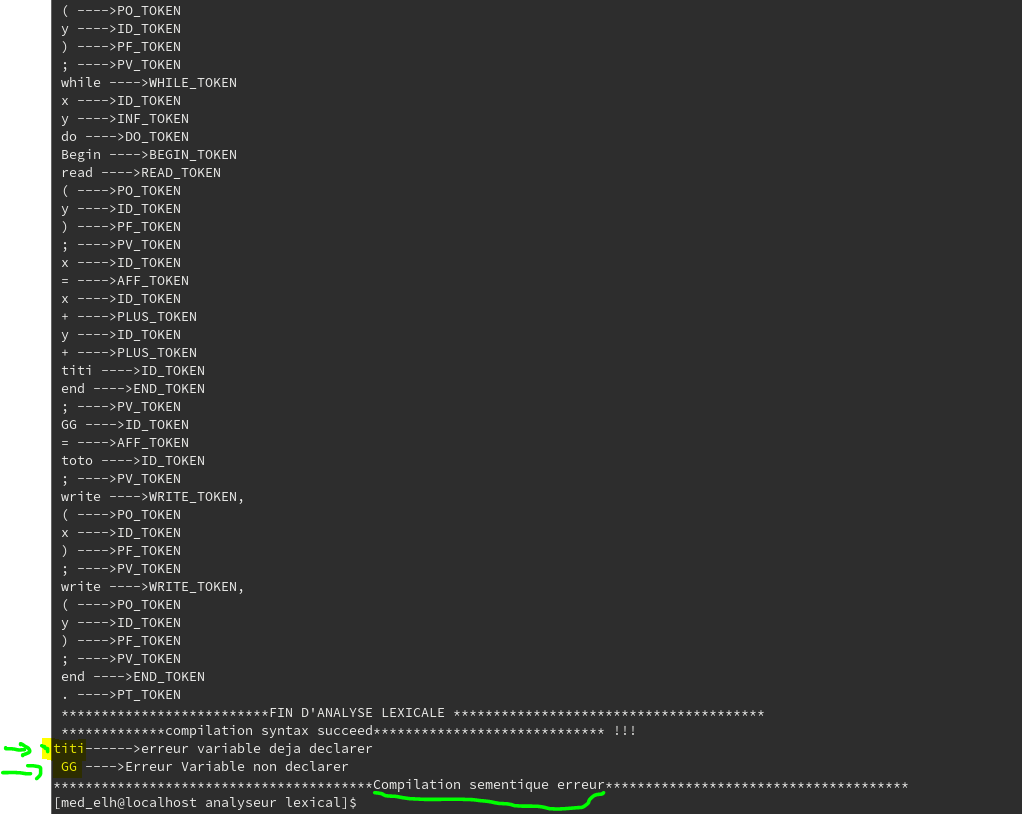 ( ---->PO_TOKEN
y ---->ID_TOKEN
) ---->PF_TOKEN
; ---->PV_TOKEN
while ---->WHILE_TOKEN
x ---->ID_TOKEN
y ---->INF_TOKEN
do ---->DO_TOKEN
Begin ---->BEGIN_TOKEN
read ---->READ_TOKEN
( ---->PO_TOKEN
y ---->ID_TOKEN
) ---->PF_TOKEN
; ---->PV_TOKEN
x ---->ID_TOKEN
= ---->AFF_TOKEN
x ---->ID_TOKEN
+ ---->PLUS_TOKEN
y ---->ID_TOKEN
+ ---->PLUS_TOKEN
titi ---->ID_TOKEN
end ---->END_TOKEN
; ---->PV_TOKEN
GG ---->ID_TOKEN
= ---->AFF_TOKEN
toto ---->ID_TOKEN
; ---->PV_TOKEN
write ---->WRITE_TOKEN,
( ---->PO_TOKEN
x ---->ID_TOKEN
) ---->PF_TOKEN
; ---->PV_TOKEN
write ---->WRITE_TOKEN,
( ---->PO_TOKEN
y ---->ID_TOKEN
) ---->PF_TOKEN
; ---->PV_TOKEN
end ---->END_TOKEN
. ---->PT_TOKEN
**************************FIN D'ANALYSE LEXICALE ***************************************
*************compilation syntax succeed***************************** !!!
titi------>erreur variable deja declarer
GG ---->Erreur Variable non declarer
****************************************Compilation sementique erreur**************************************
[med_elh@localhost analyseur lexical]$